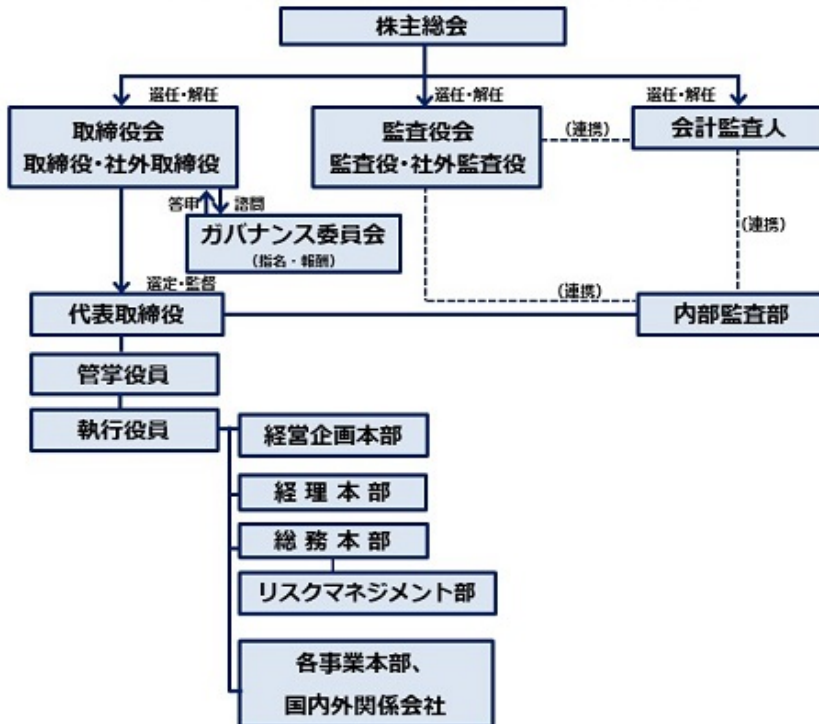 株主総会
選任・解任
選任・解任
選任・解任
取締役会
取締役・社外取締役
監査役会
監査役・社外監査役
(連携)
会計監査人
答申
諮問
ガバナンス委員会
(指名・報酬)
(連携)
選定・監督
(連携)
代表取締役
内部監査部
管掌役員
執行役員
経営企画本部
経理本部
総務本部
リスクマネジメント部
各事業本部、
国内外関係会社